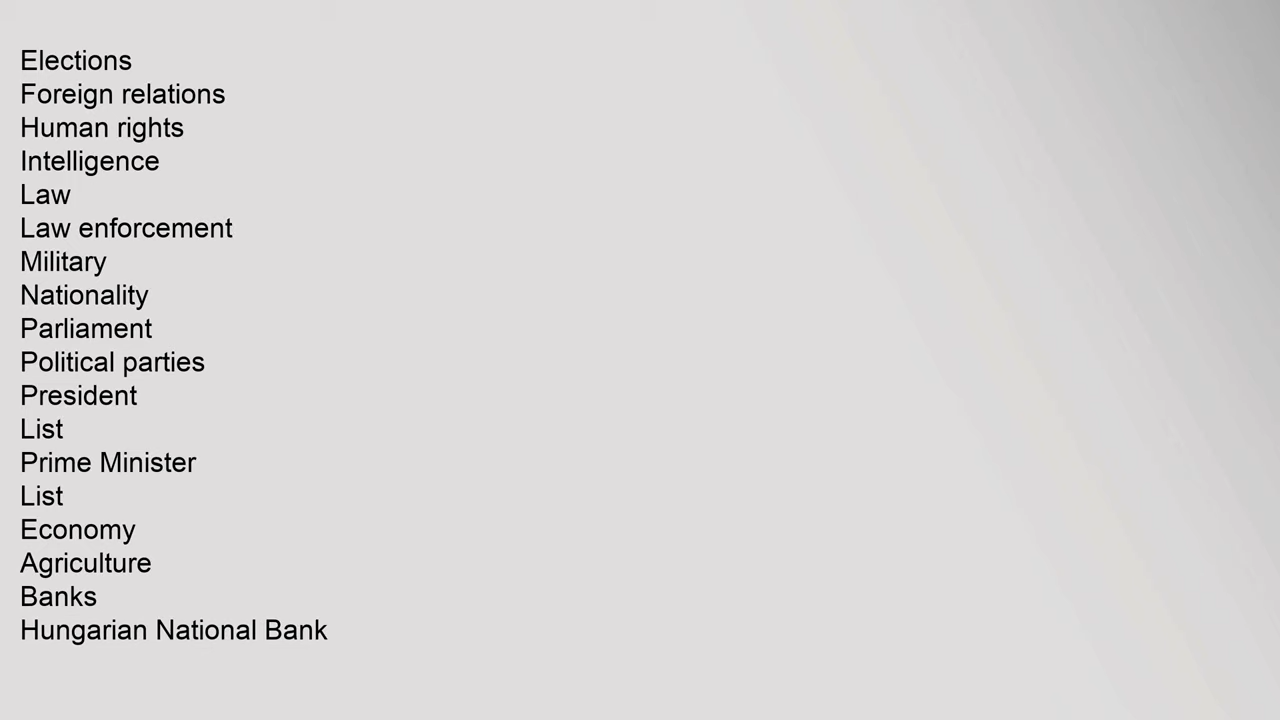 Elections
Foreign relations
Human rights
Intelligence
Law
Law enforcement
Military
Nationality
Parliament
Political parties
President
List
Prime Minister
List
Economy
Agriculture
Banks
Hungarian National Bank